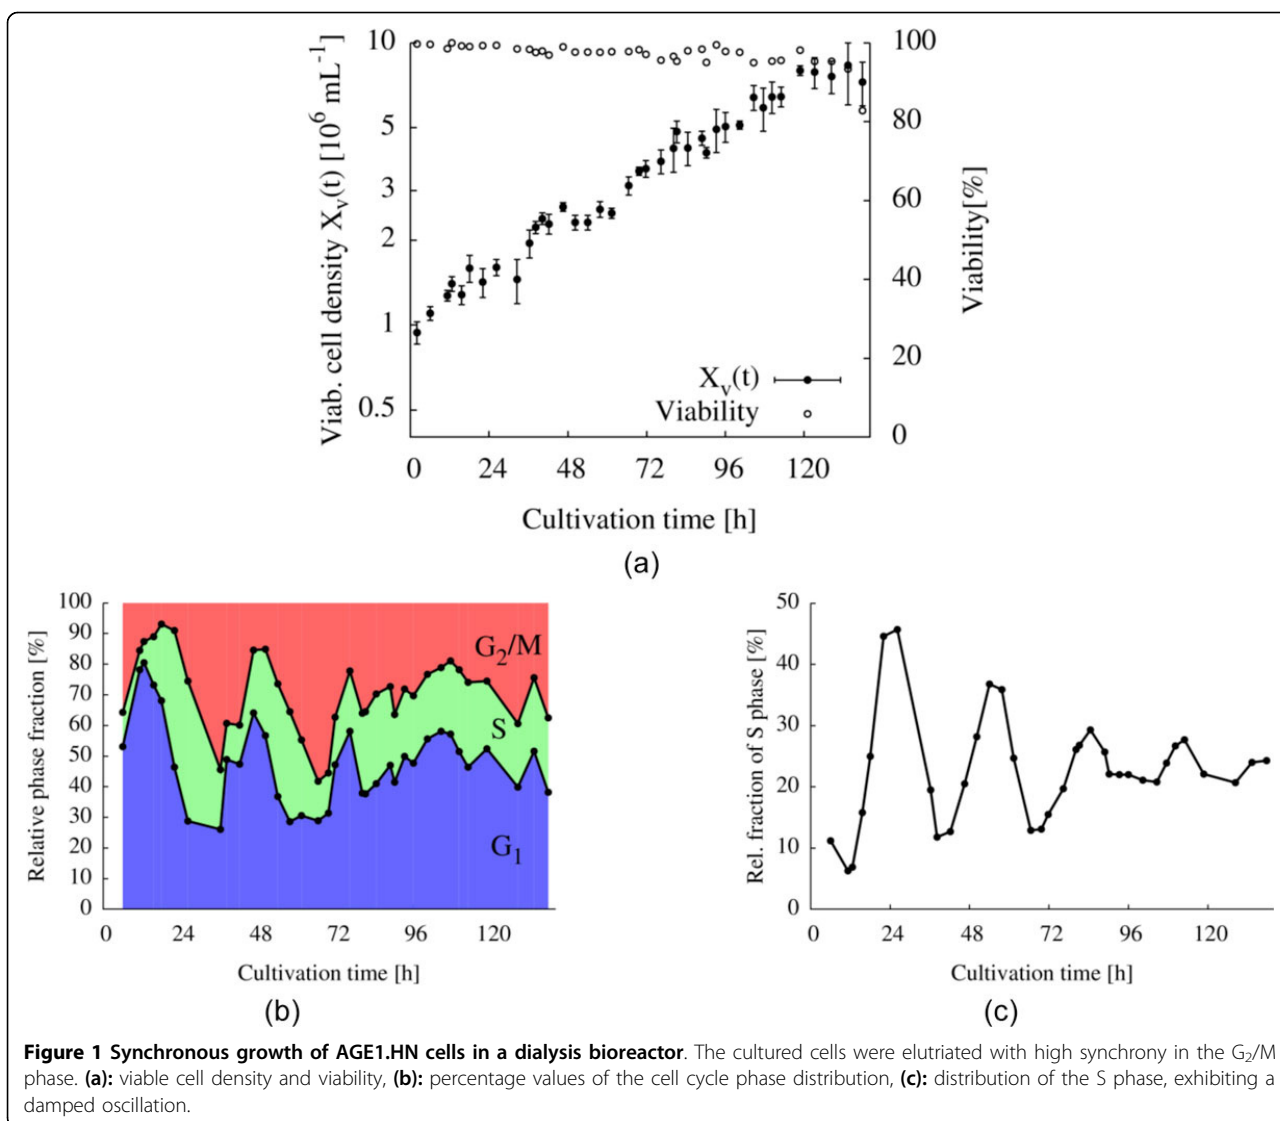 10
5
3
2
1
0.5
Viab. cell density Xᵥ(t) [10⁶ mL⁻¹]
100
80
60
40
20
0
Viability[%]
Xᵥ(t)
Viability
0 24 48 72 96 120
Cultivation time [h]
(a)
100
90
80
70
60
50
40
30
20
10
0
Relative phase fraction [%]
G₂/M
S
G₁
0 24 48 72 96 120
Cultivation time [h]
(b)
50
40
30
20
10
0
Rel. fraction of S phase [%]
0 24 48 72 96 120
Cultivation time [h]
(c)
Figure 1 Synchronous growth of AGE1.HN cells in a dialysis bioreactor. The cultured cells were elutriated with high synchrony in the G₂/M
phase. (a): viable cell density and viability, (b): percentage values of the cell cycle phase distribution, (c): distribution of the S phase, exhibiting a
damped oscillation.